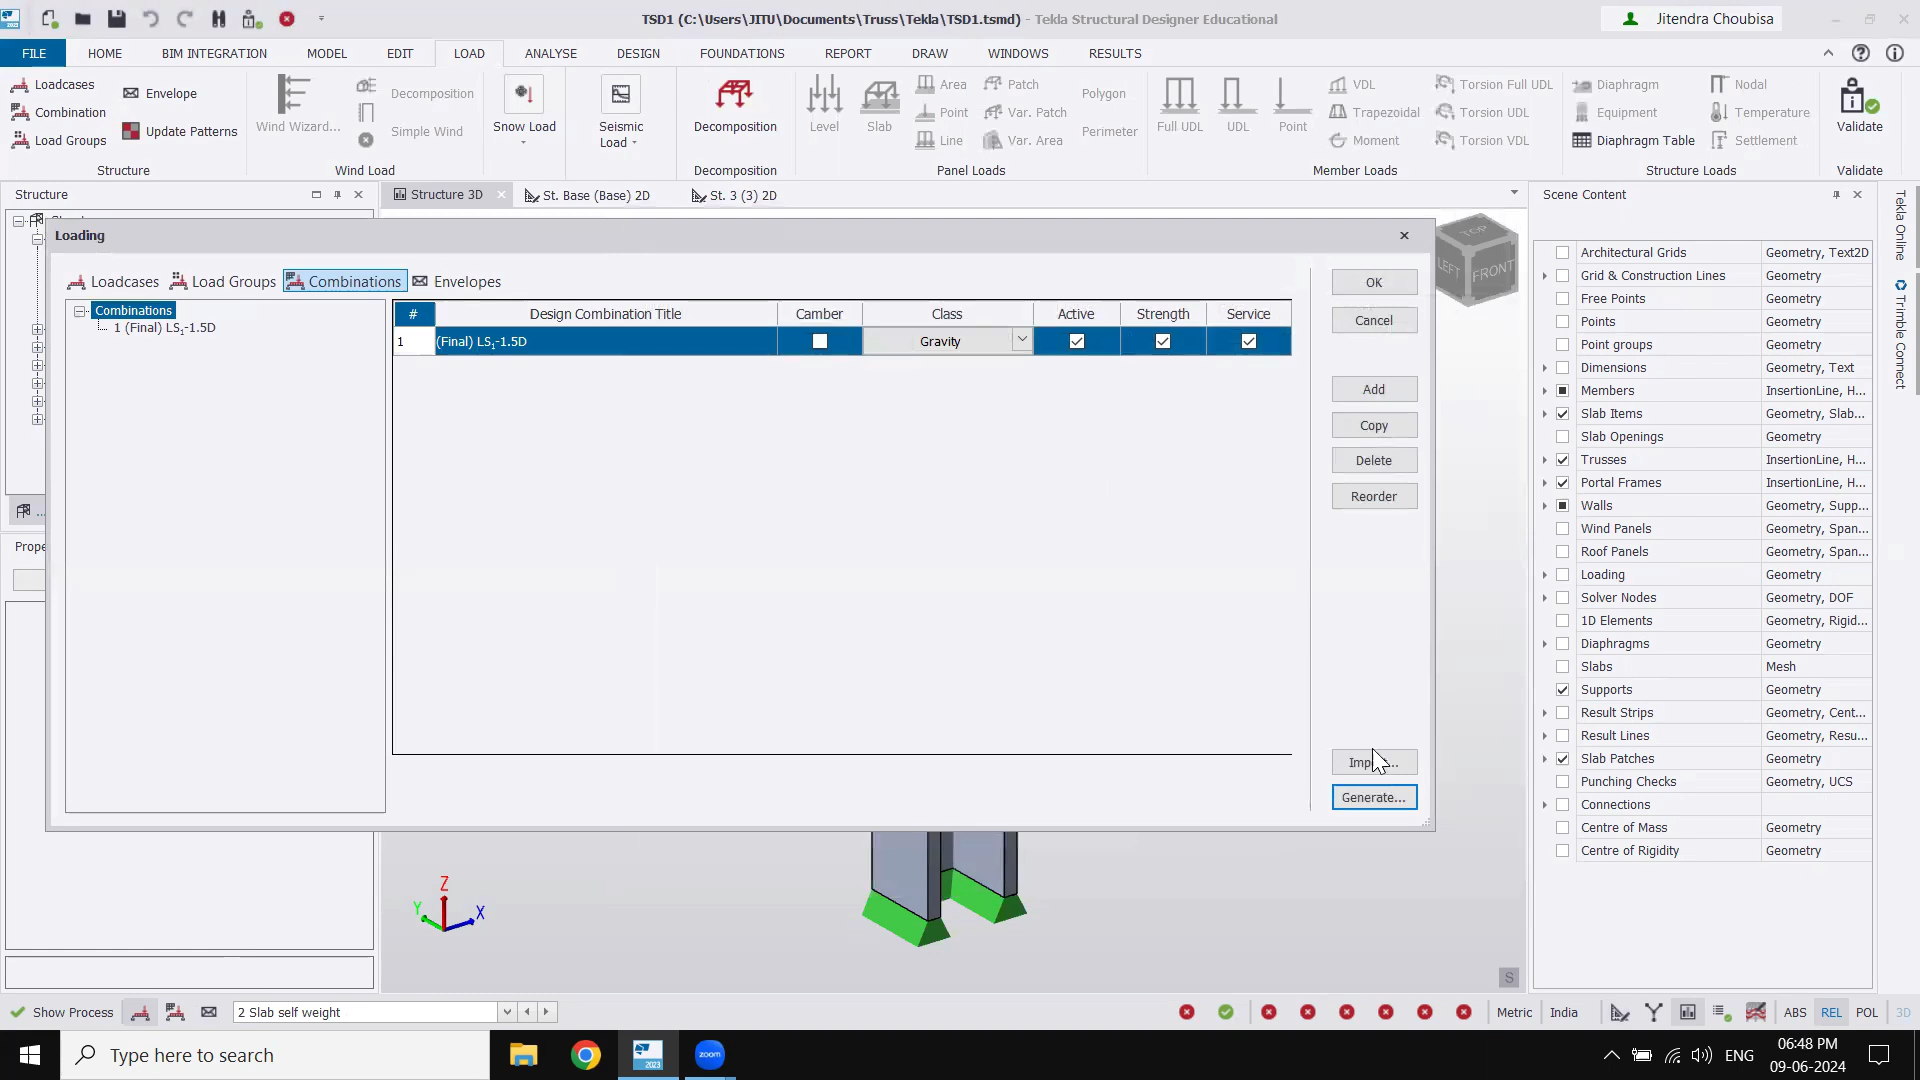 TSD1 (C:\Users\JITU\Documents\Truss\Tekla\TSD1.tsmd) - Tekla Structural Designer Educational
Jitendra Choubisa
FILE HOME BIM INTEGRATION MODEL EDIT LOAD ANALYSE DESIGN FOUNDATIONS REPORT DRAW WINDOWS RESULTS
Loadcases
Combination
Load Groups
Envelope
Update Patterns
Structure
Wind Wizard...
Decomposition
Simple Wind
Wind Load
Snow Load
Seismic Load
Decomposition
Decomposition
Level
Slab
Area
Point
Line
Patch
Var. Patch
Var. Area
Polygon
Perimeter
Panel Loads
Full UDL
UDL
Point
VDL
Trapezoidal
Moment
Torsion Full UDL
Torsion UDL
Torsion VDL
Member Loads
Diaphragm
Equipment
Diaphragm Table
Nodal
Temperature
Settlement
Structure Loads
Validate
Validate
Structure
Structure 3D
St. Base (Base) 2D
St. 3 (3) 2D
Scene Content
Tekla Online
Trimble Connect
Loading
Loadcases
Load Groups
Combinations
Envelopes
Combinations
1 (Final) LS1-1.5D
# Design Combination Title Camber Class Active Strength Service
1 (Final) LS1-1.5D Gravity
OK
Cancel
Add
Copy
Delete
Reorder
Generate...
TOP
LEFT
FRONT
Architectural Grids Geometry, Text2D
Grid & Construction Lines Geometry
Free Points Geometry
Points Geometry
Point groups Geometry
Dimensions Geometry, Text
Members InsertionLine, H...
Slab Items Geometry, Slab...
Slab Openings Geometry
Trusses InsertionLine, H...
Portal Frames InsertionLine, H...
Walls Geometry, Supp...
Wind Panels Geometry, Span...
Roof Panels Geometry, Span...
Loading Geometry
Solver Nodes Geometry, DOF
1D Elements Geometry, Rigid...
Diaphragms Geometry
Slabs Mesh
Supports Geometry
Result Strips Geometry, Cent...
Result Lines Geometry, Resu...
Slab Patches Geometry
Punching Checks Geometry, UCS
Connections
Centre of Mass Geometry
Centre of Rigidity Geometry
Z
Y
X
S
Show Process
2 Slab self weight
Metric India
ABS REL POL 3D
Type here to search
2023
zoom
ENG
06:48 PM
09-06-2024